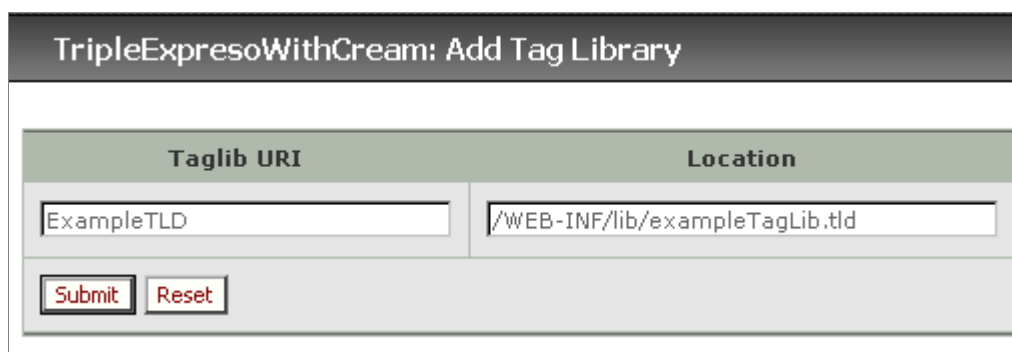 TripleExpresoWithCream: Add Tag Library
Taglib URI Location
ExampleTLD /WEB-INF/lib/exampleTagLib.tld
Submit Reset